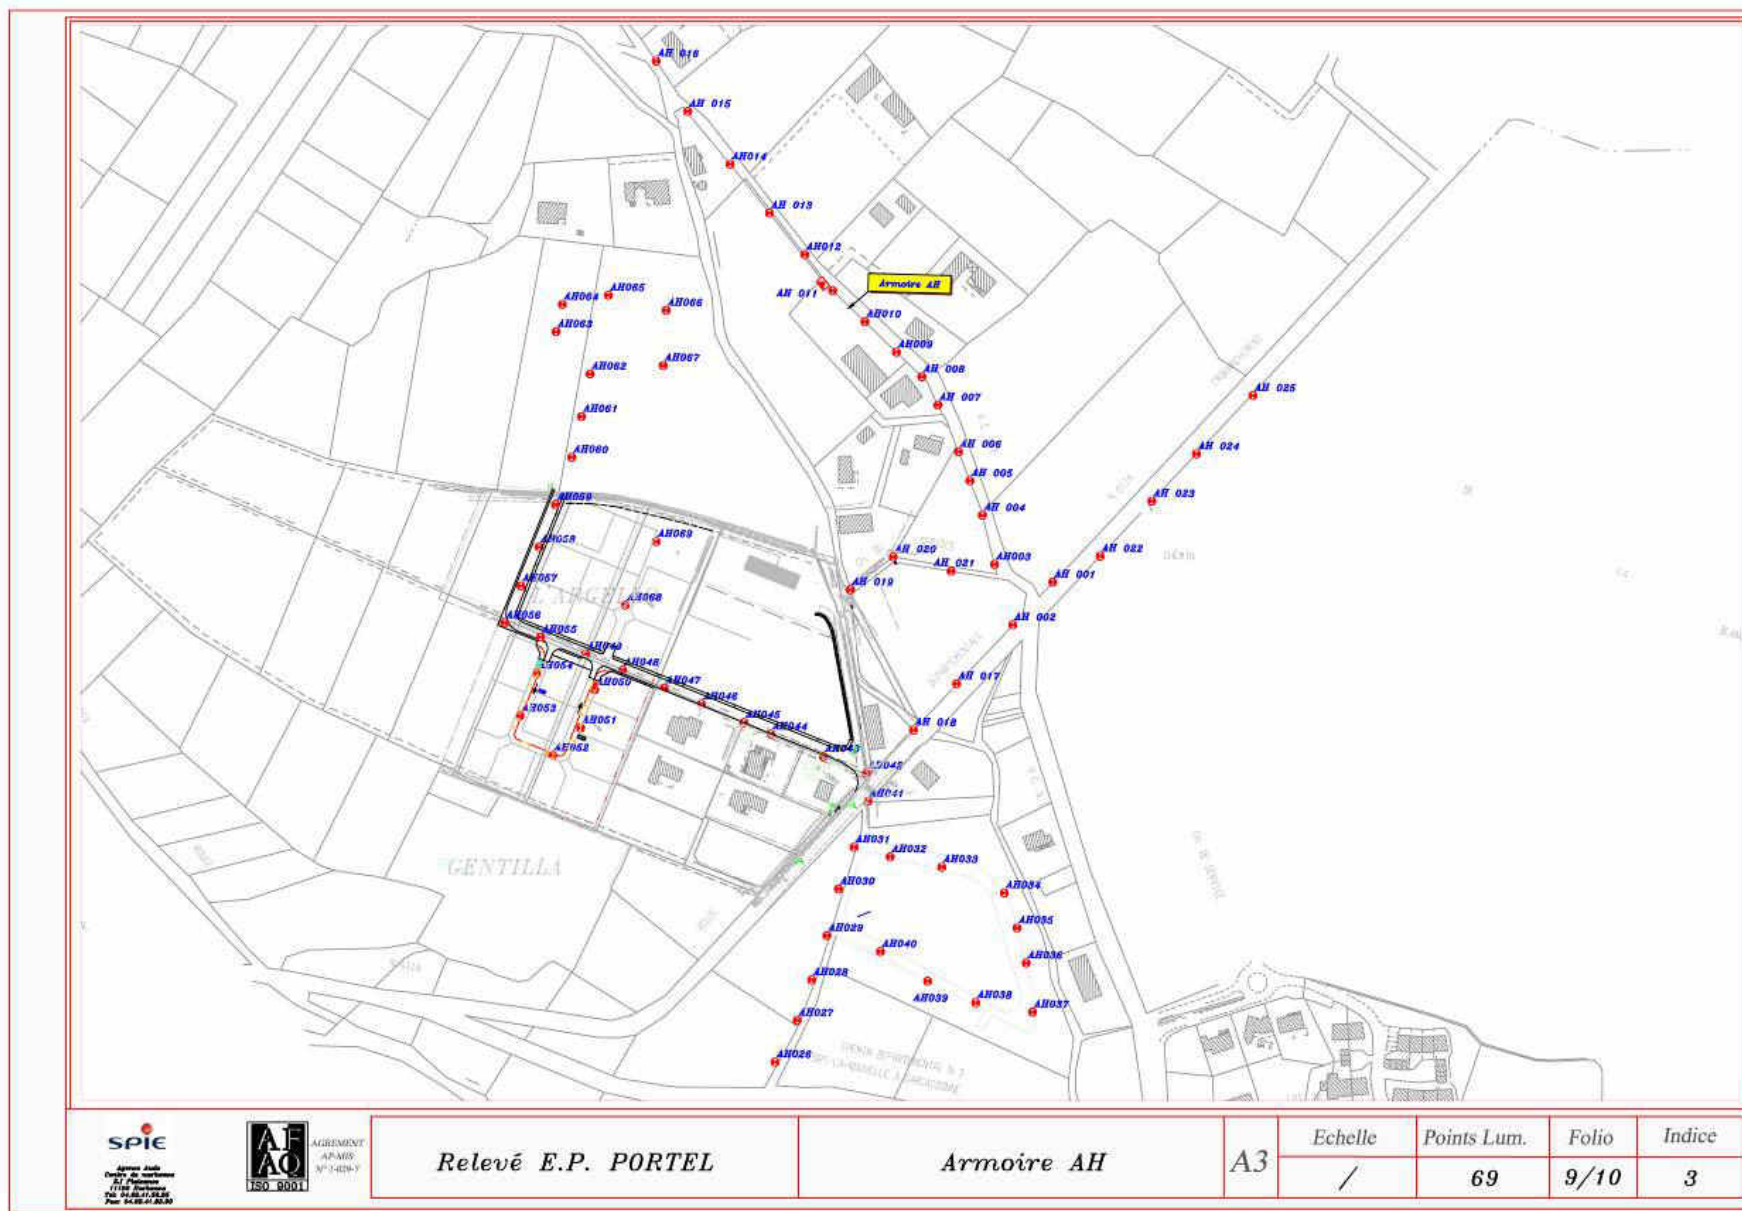 AH 016
AH 015
AH014
AH 013
AH012
AH 011
Armoire AH
AH010
AH009
AH 008
AH 007
AH 006
AH 005
AH 004
AH003
AH 025
AH 024
AH 023
AH 022
AH 001
AH 002
AH 020
AH 021
AH 019
AH 017
AH 018
AH065
AH064
AH066
AH063
AH067
AH062
AH061
AH060
AH059
AH069
AH058
AH057
AH068
AH056
AH055
AH048
AH054
AH050
AH047
AH046
AH053
AH045
AH051
AH044
AH052
AH043
AH041
GENTILLA
AH031
AH032
AH033
AH030
AH034
AH029
AH035
AH040
AH036
AH028
AH039
AH038
AH037
AH027
AH026
SPIE
AFAQ
ISO 9001
AGREMENT
Relevé E.P. PORTEL
Armoire AH
A3
Echelle
/
Points Lum.
69
Folio
9/10
Indice
3